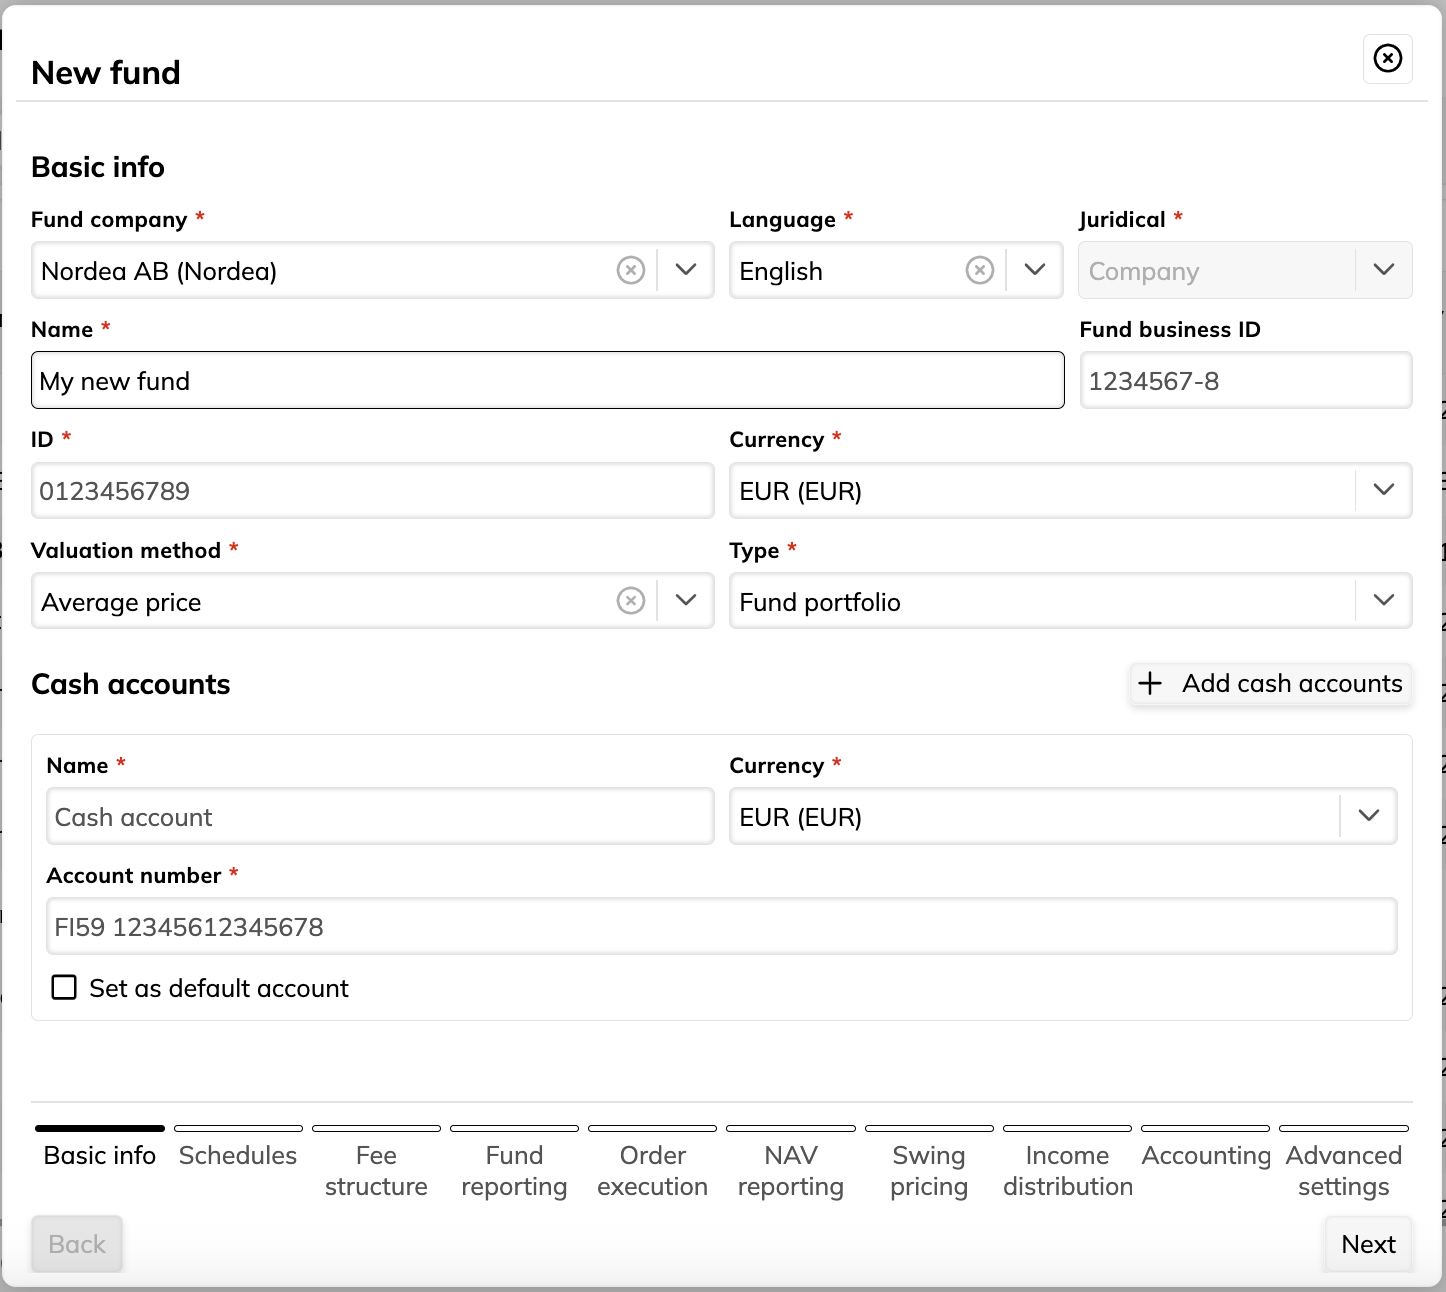 New fund
Basic info
Fund company *
Language *
Juridical *
Nordea AB (Nordea)
English
Company
Name *
Fund business ID
My new fund
1234567-8
ID *
Currency *
0123456789
EUR (EUR)
Valuation method *
Type *
Average price
Fund portfolio
Cash accounts
Add cash accounts
Name *
Currency *
Cash account
EUR (EUR)
Account number *
FI59 12345612345678
Set as default account
Basic info
Schedules
Fee
structure
Fund
reporting
Order
execution
NAV
reporting
Swing
pricing
Income
distribution
Accounting
Advanced
settings
Back
Next